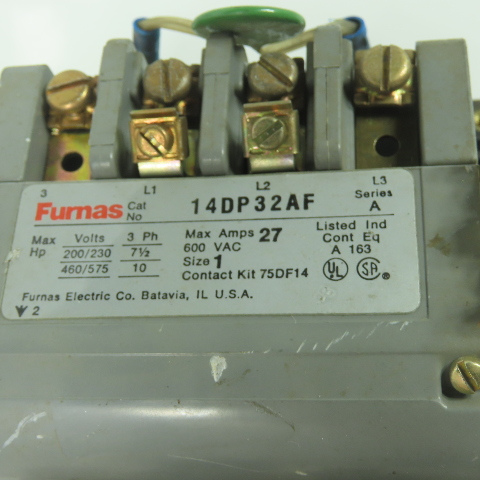 3 L1 L2 L3
Furnas Cat No 14DP32AF Series A
Max Hp Volts 3 Ph
200/230 7½
460/575 10
Max Amps 27
600 VAC
Size 1
Contact Kit 75DF14
Listed Ind
Cont Eq
A 163
UL SA ®
Furnas Electric Co. Batavia, IL U.S.A.
2